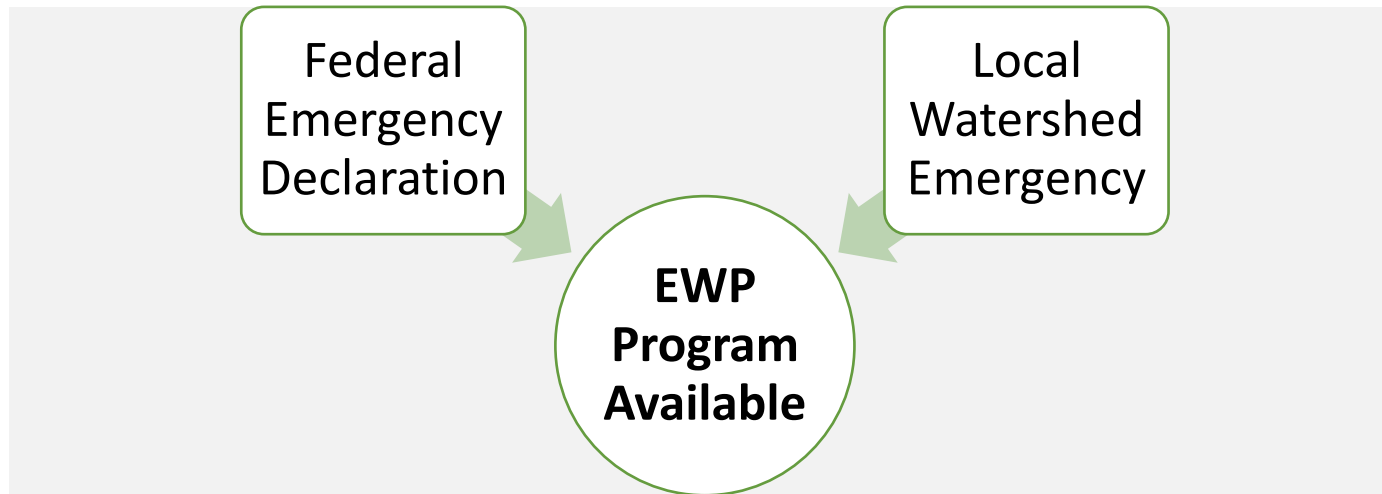 Federal
Emergency
Declaration
Local
Watershed
Emergency
EWP
Program
Available